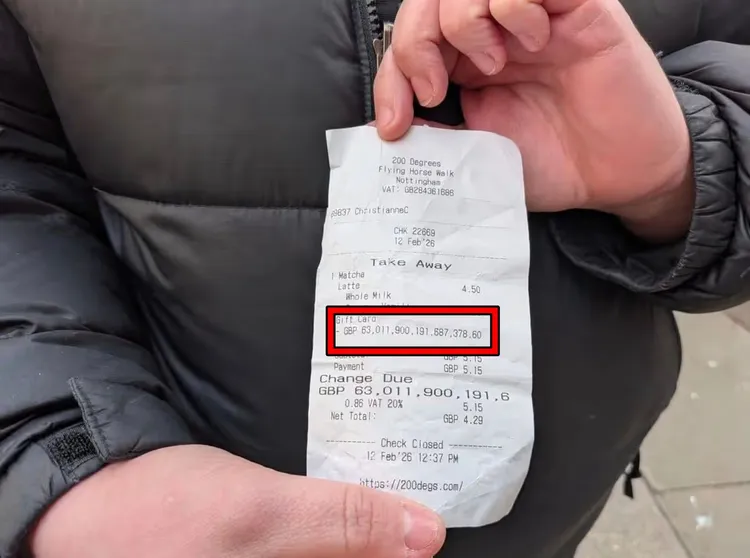 200 Degrees
Flying Horse Walk
Nottingham
VAT: GB284361698
ChristianneC
CHK 22869
12 Feb'26
Take Away
1 Matcha
Latte 4.50
Whole Milk
Gift Card
- GBP 63,011,900,191,687,378.60
GBP 5.15
Payment GBP 5.15
Change Due
GBP 63,011,900,191,6
0.86 VAT 20% 5.15
Net Total: GBP 4.29
---------- Check Closed ----------
12 Feb'26 12:37 PM
https://200degs.com/